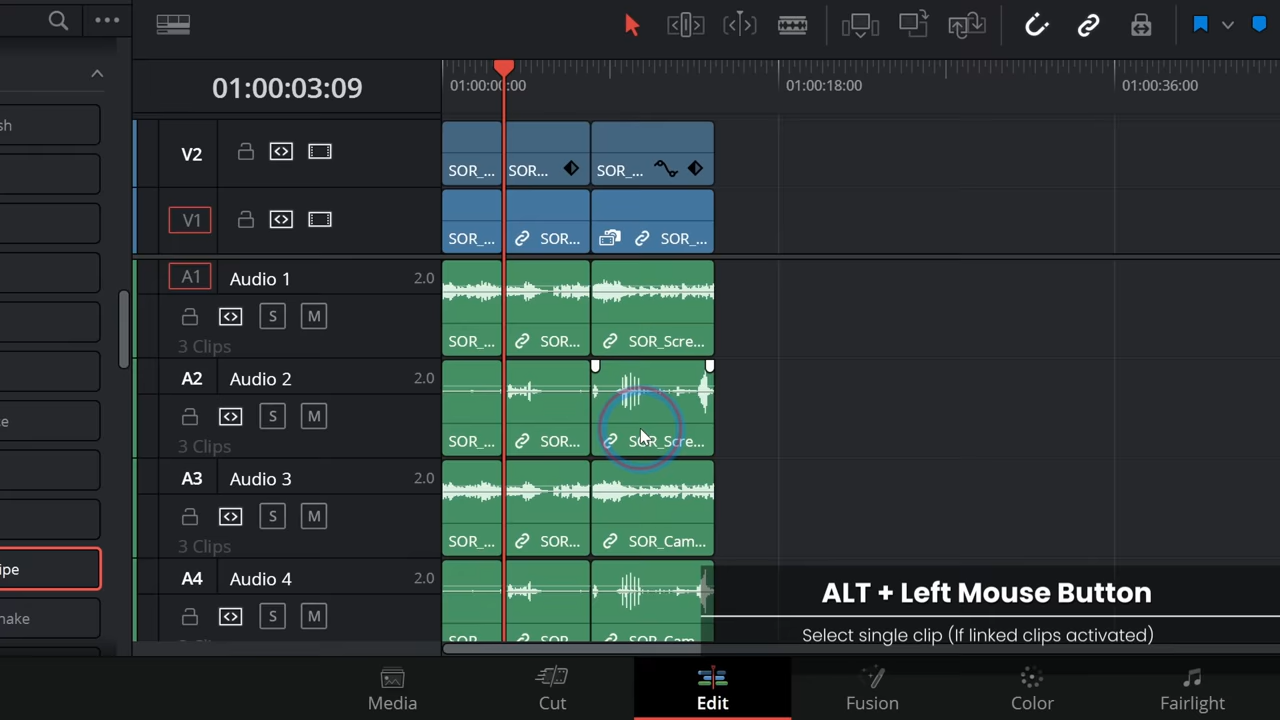 01:00:03:09
01:00:00:00
01:00:18:00
01:00:36:00
sh
V2
SOR_...
SOR...
SOR_...
V1
SOR_...
SOR...
SOR_...
ce
ipe
hake
A1
Audio 1
2.0
S
M
3 Clips
SOR_...
SOR...
SOR_Scre...
A2
Audio 2
2.0
S
M
3 Clips
SOR_...
SOR...
SOR_Scre...
A3
Audio 3
2.0
S
M
3 Clips
SOR_...
SOR...
SOR_Cam...
A4
Audio 4
2.0
S
M
ALT + Left Mouse Button
Select single clip (If linked clips activated)
Media
Cut
Edit
Fusion
Color
Fairlight